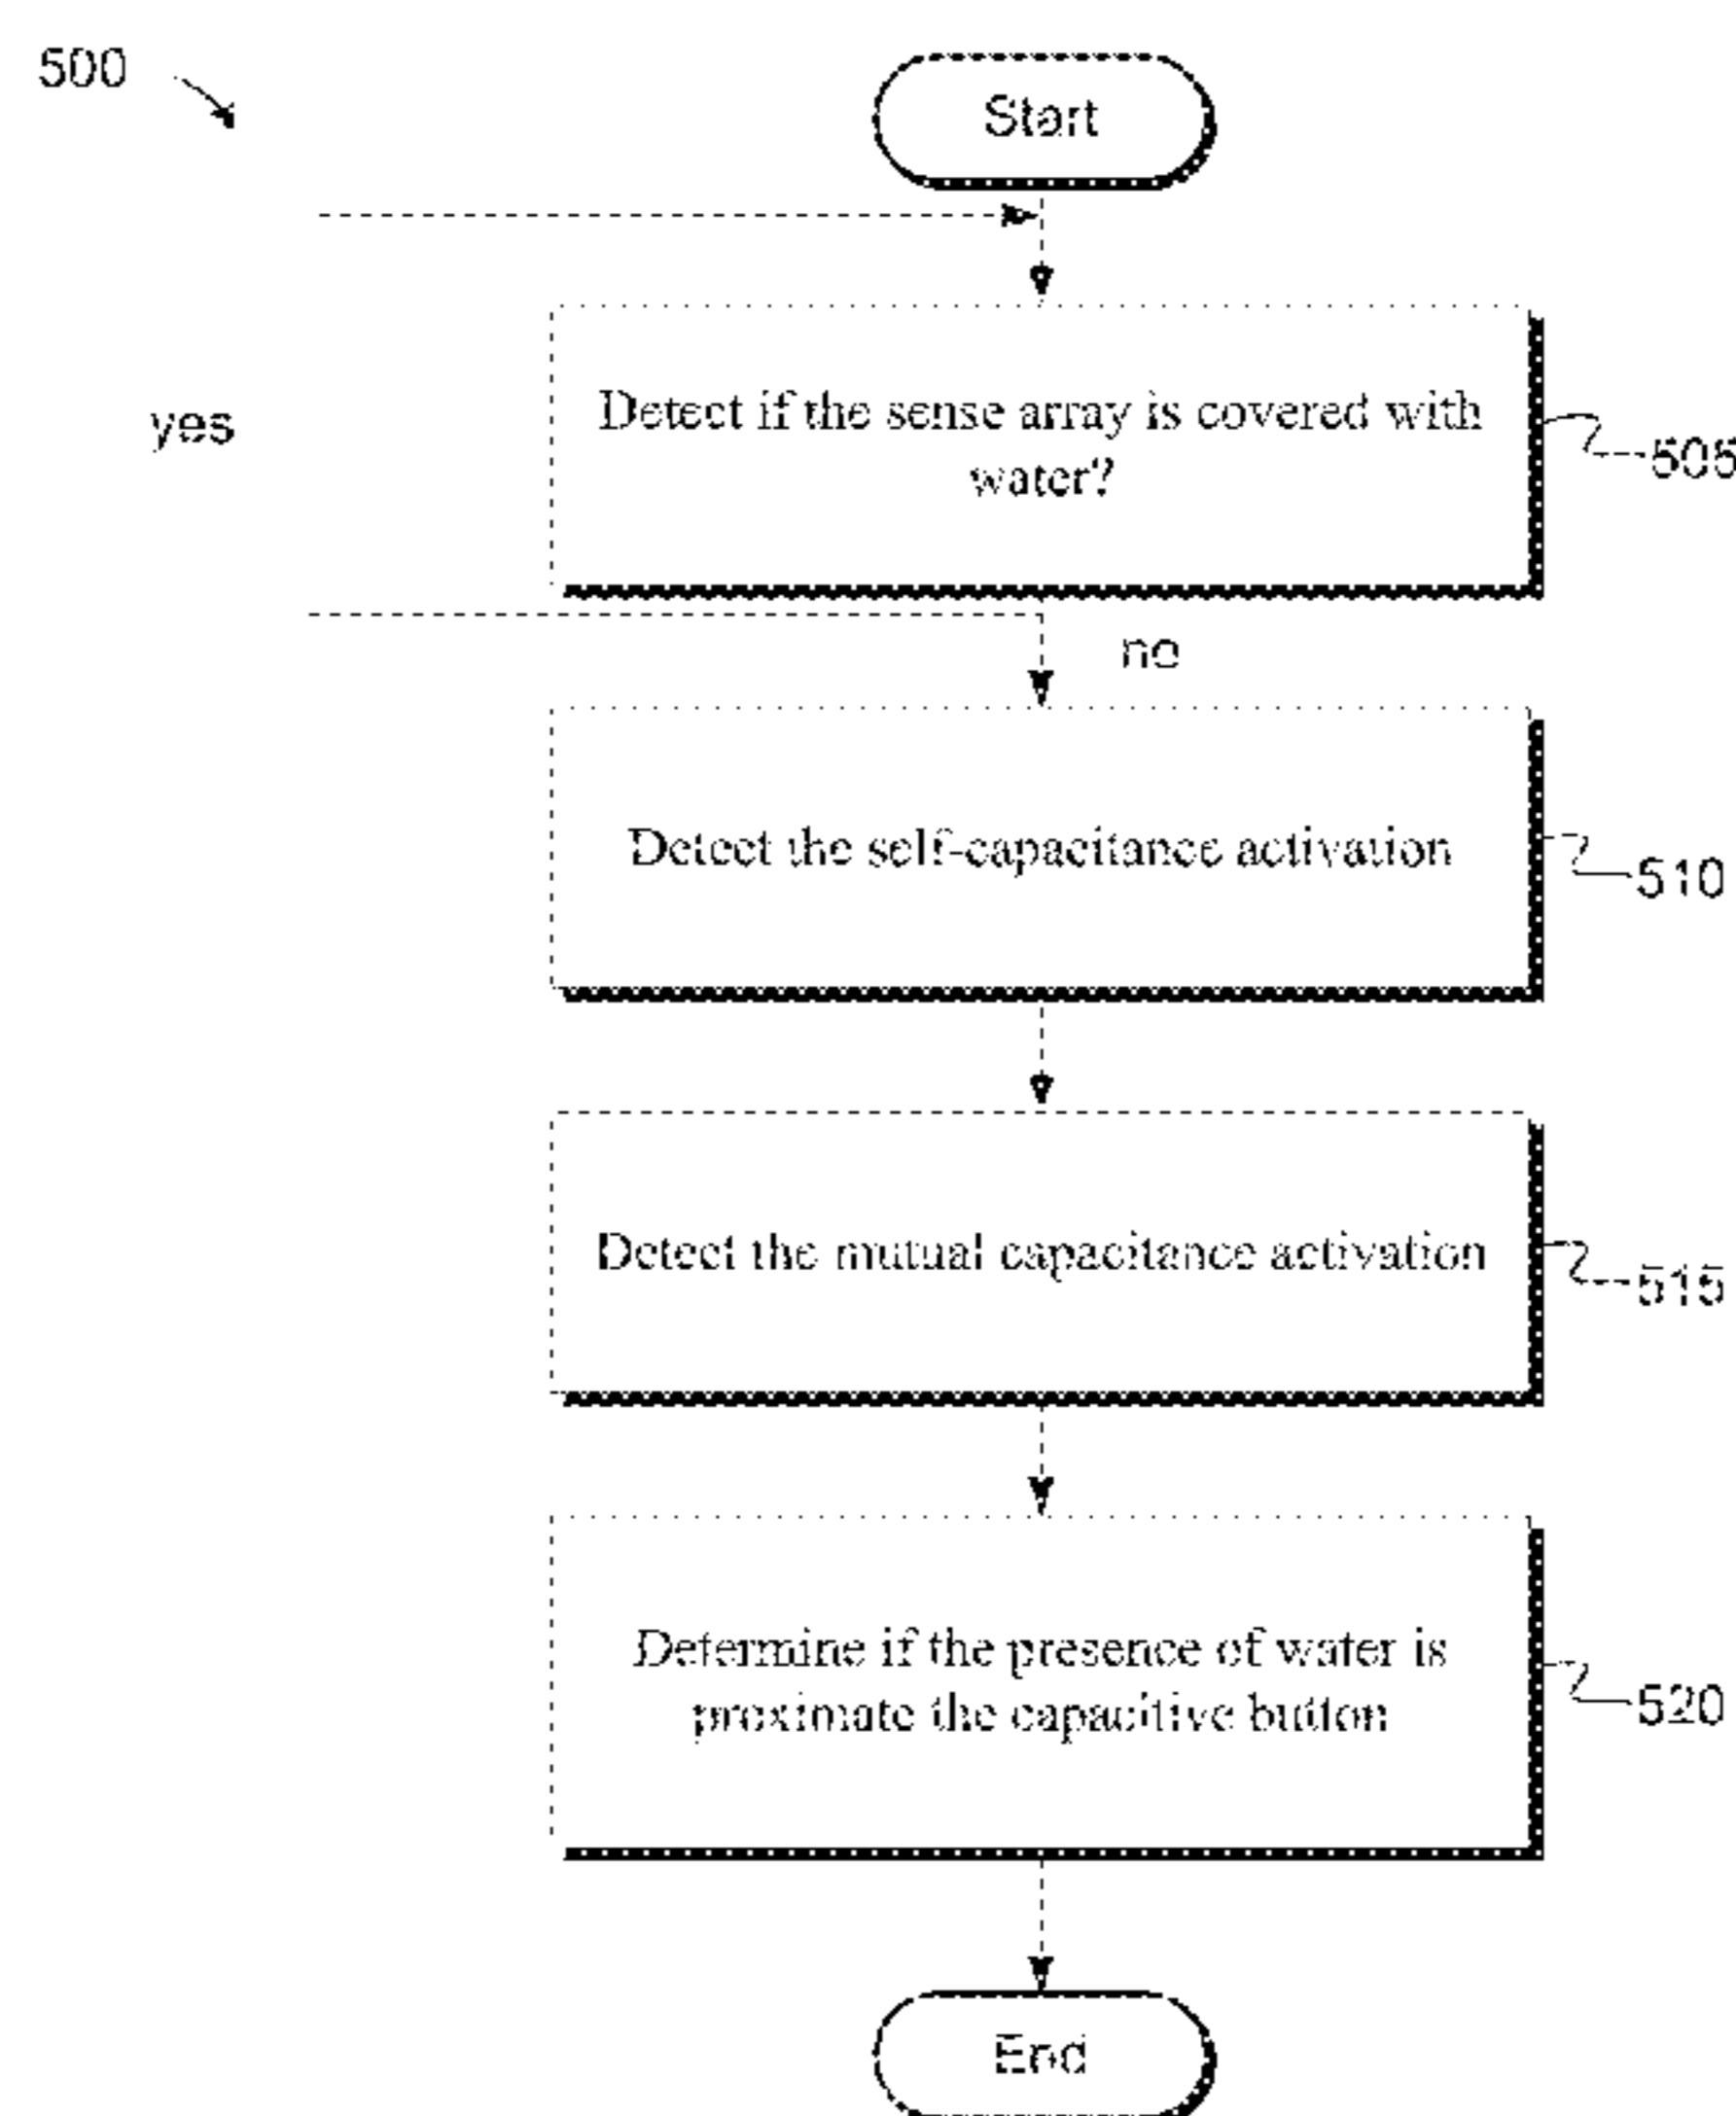 500
Start
yes
Detect if the sense array is covered with
water?
505
no
Detect the self-capacitance activation
510
Detect the mutual capacitance activation
515
Determine if the presence of water is
proximate the capacitive button
520
End